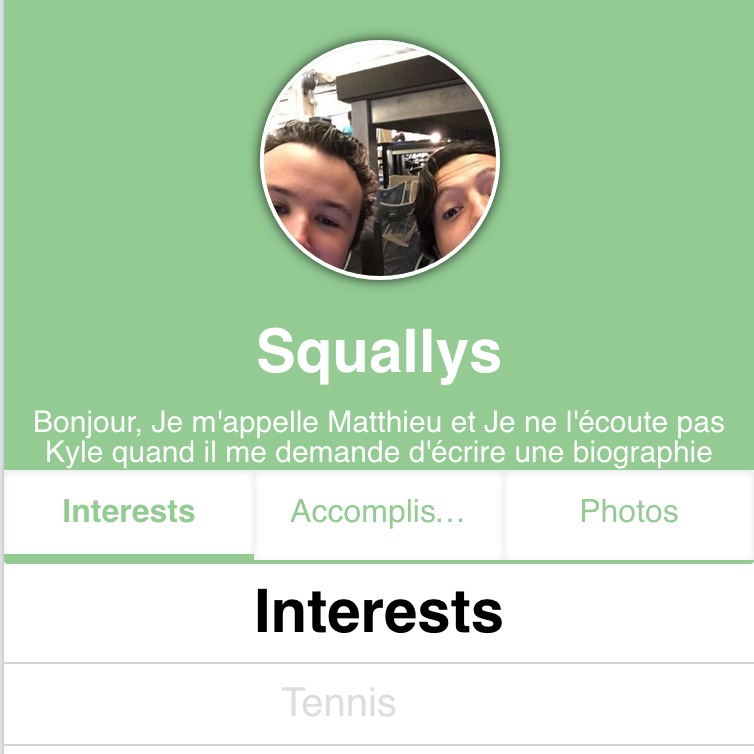 Squallys
Bonjour, Je m'appelle Matthieu et Je ne l'écoute pas
Kyle quand il me demande d'écrire une biographie
Interests
Accomplis...
Photos
Interests
Tennis